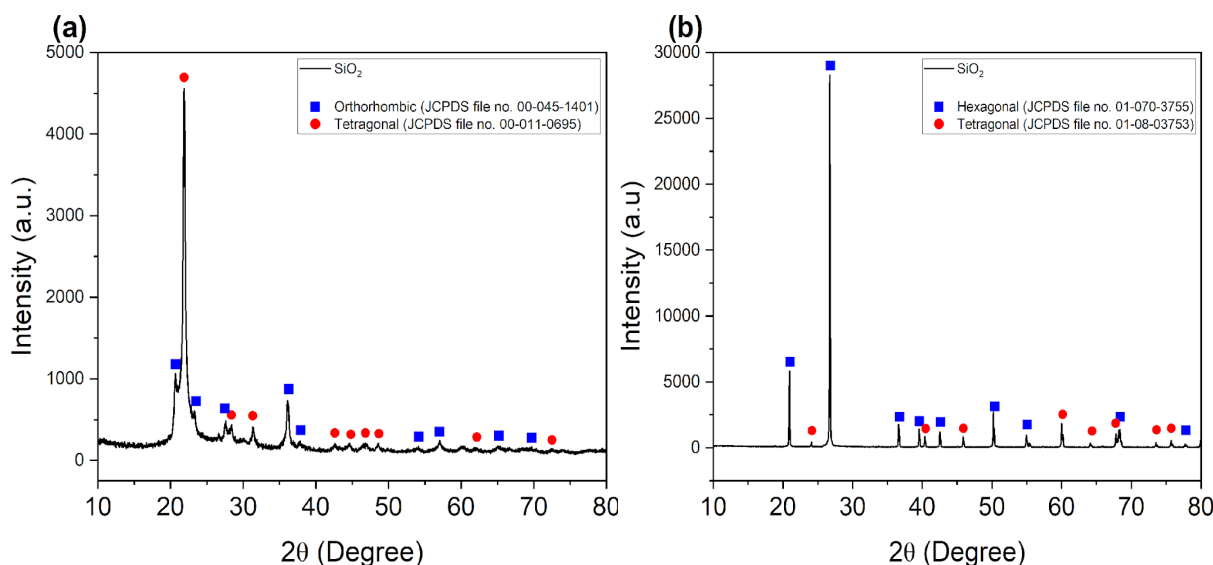 (a)
5000
4000
3000
2000
1000
0
Intensity (a.u.)
SiO₂
Orthorhombic (JCPDS file no. 00-045-1401)
Tetragonal (JCPDS file no. 00-011-0695)
10 20 30 40 50 60 70 80
2θ (Degree)
(b)
30000
25000
20000
15000
10000
5000
0
Intensity (a.u)
SiO₂
Hexagonal (JCPDS file no. 01-070-3755)
Tetragonal (JCPDS file no. 01-08-03753)
10 20 30 40 50 60 70 80
2θ (Degree)